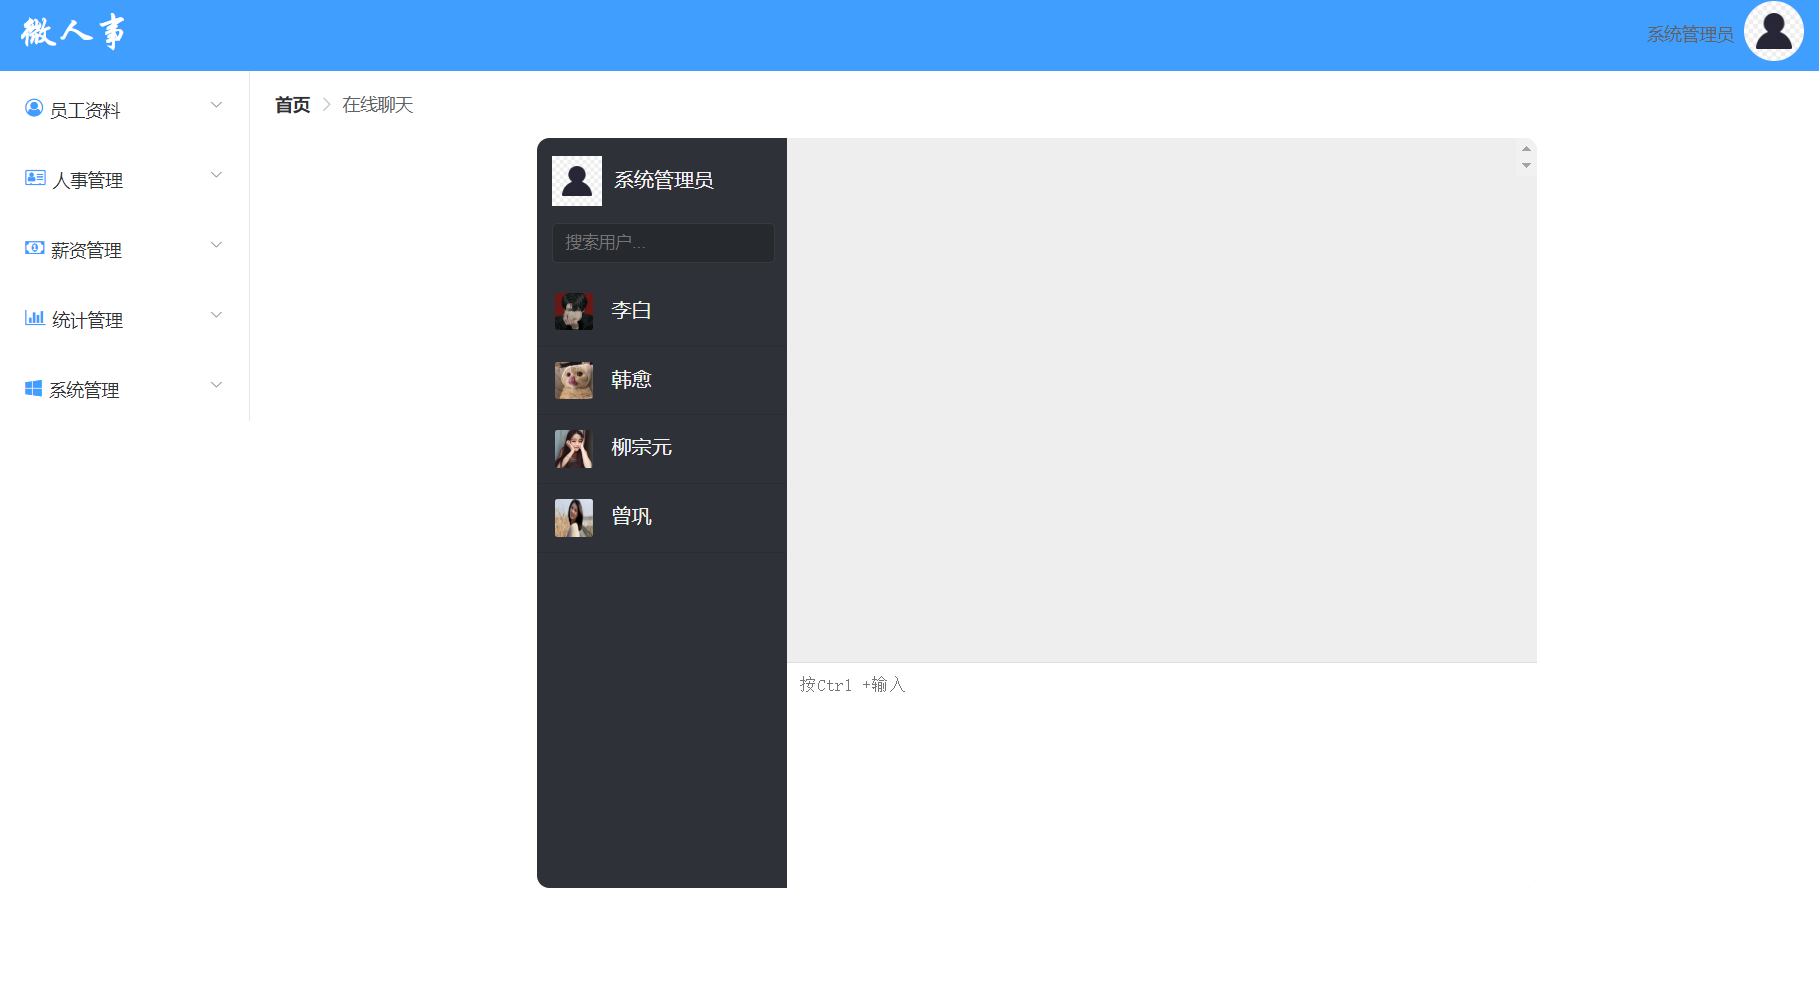 微人事
系统管理员
员工资料
人事管理
薪资管理
统计管理
系统管理
首页
在线聊天
系统管理员
搜索用户...
李白
韩愈
柳宗元
曾巩
按Ctrl +输入